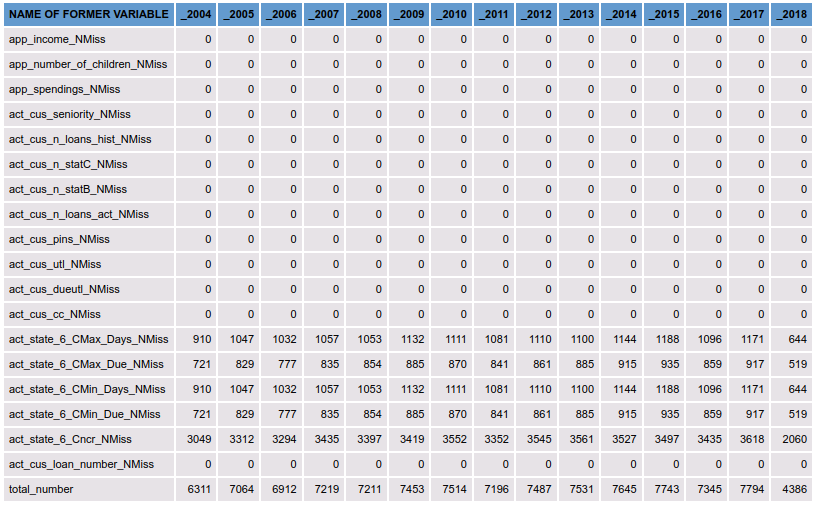 NAME OF FORMER VARIABLE _2004 _2005 _2006 _2007 _2008 _2009 _2010 _2011 _2012 _2013 _2014 _2015 _2016 _2017 _2018
app_income_NMiss 0 0 0 0 0 0 0 0 0 0 0 0 0 0 0
app_number_of_children_NMiss 0 0 0 0 0 0 0 0 0 0 0 0 0 0 0
app_spendings_NMiss 0 0 0 0 0 0 0 0 0 0 0 0 0 0 0
act_cus_seniority_NMiss 0 0 0 0 0 0 0 0 0 0 0 0 0 0 0
act_cus_n_loans_hist_NMiss 0 0 0 0 0 0 0 0 0 0 0 0 0 0 0
act_cus_n_statC_NMiss 0 0 0 0 0 0 0 0 0 0 0 0 0 0 0
act_cus_n_statB_NMiss 0 0 0 0 0 0 0 0 0 0 0 0 0 0 0
act_cus_n_loans_act_NMiss 0 0 0 0 0 0 0 0 0 0 0 0 0 0 0
act_cus_pins_NMiss 0 0 0 0 0 0 0 0 0 0 0 0 0 0 0
act_cus_utl_NMiss 0 0 0 0 0 0 0 0 0 0 0 0 0 0 0
act_cus_dueutl_NMiss 0 0 0 0 0 0 0 0 0 0 0 0 0 0 0
act_cus_cc_NMiss 0 0 0 0 0 0 0 0 0 0 0 0 0 0 0
act_state_6_CMax_Days_NMiss 910 1047 1032 1057 1053 1132 1111 1081 1110 1100 1144 1188 1096 1171 644
act_state_6_CMax_Due_NMiss 721 829 777 835 854 885 870 841 861 885 915 935 859 917 519
act_state_6_CMin_Days_NMiss 910 1047 1032 1057 1053 1132 1111 1081 1110 1100 1144 1188 1096 1171 644
act_state_6_CMin_Due_NMiss 721 829 777 835 854 885 870 841 861 885 915 935 859 917 519
act_state_6_Cncr_NMiss 3049 3312 3294 3435 3397 3419 3552 3352 3545 3561 3527 3497 3435 3618 2060
act_cus_loan_number_NMiss 0 0 0 0 0 0 0 0 0 0 0 0 0 0 0
total_number 6311 7064 6912 7219 7211 7453 7514 7196 7487 7531 7645 7743 7345 7794 4386